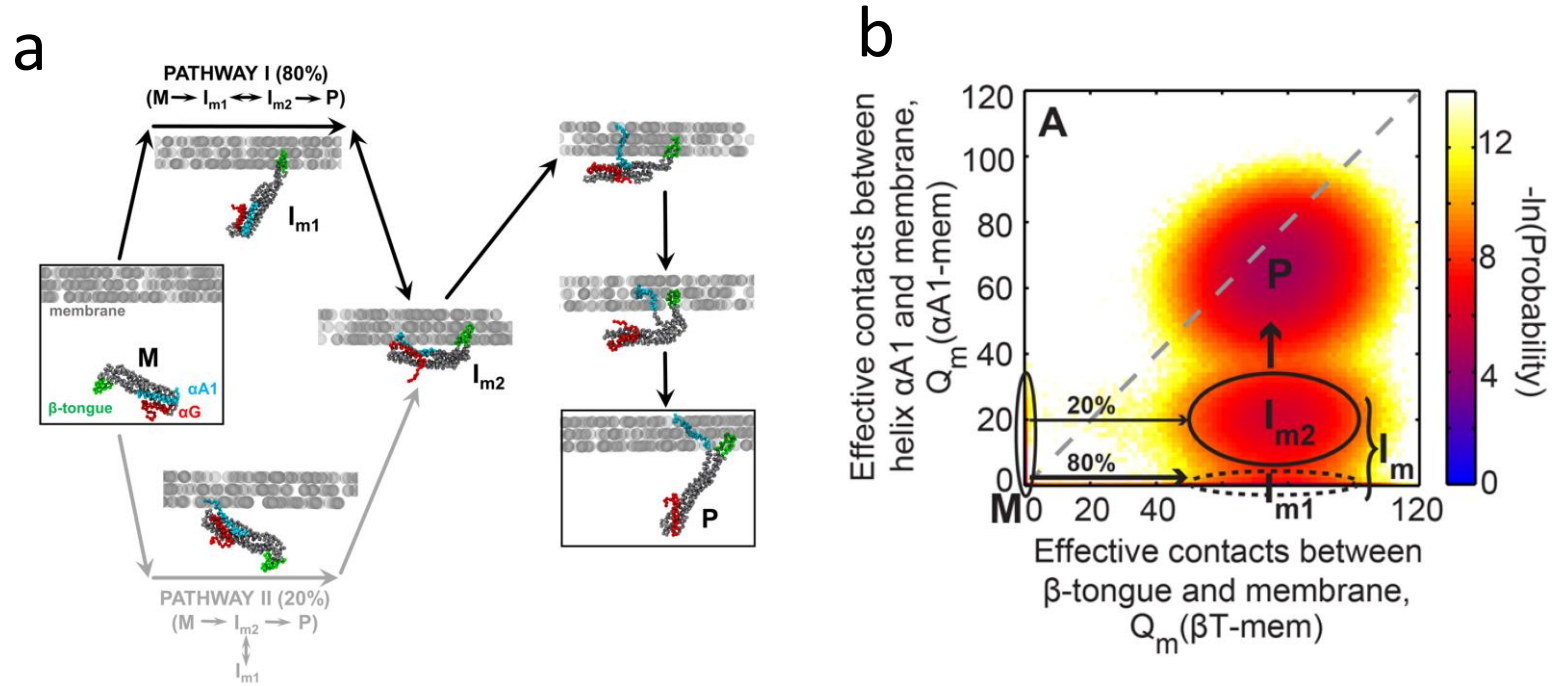 a
PATHWAY I (80%)
(M → Im1 ↔ Im2 → P)
Im1
membrane
M
αA1
β-tongue
αG
Im2
P
PATHWAY II (20%)
(M → Im2 → P)
↕
Im1
b
Effective contacts between
helix αA1 and membrane,
Qm(αA1-mem)
120
100
80
60
40
20
0
A
P
20%
Im2
80%
Im
M
Im1
0 20 40 120
Effective contacts between
β-tongue and membrane,
Qm(βT-mem)
12
8
4
0
-ln(Probability)